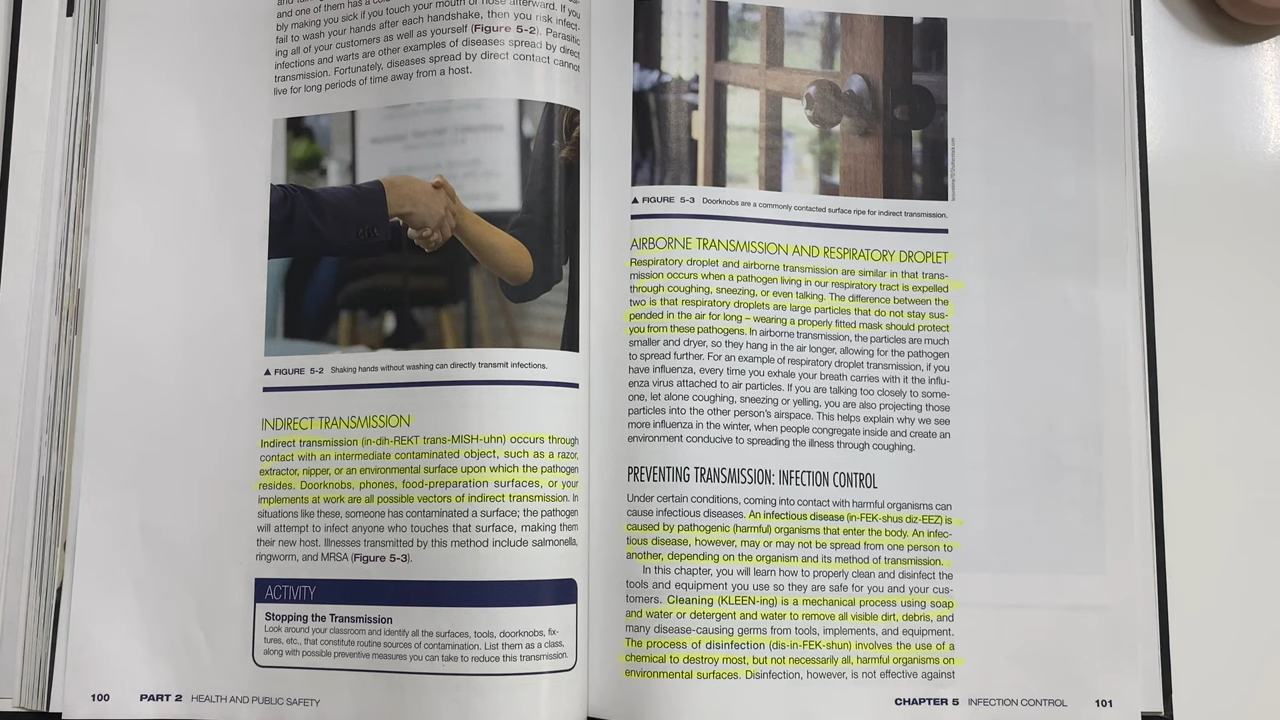 and one of them has a
bly making you sick if you touch your mouth or nose afterward. If you
fail to wash your hands after each handshake, then you risk infect-
ing all of your customers as well as yourself (Figure 5-2). Parasitic
infections and warts are other examples of diseases spread by direct
transmission. Fortunately, diseases spread by direct contact cannot
live for long periods of time away from a host.
▲ FIGURE 5-2 Shaking hands without washing can directly transmit infections.
INDIRECT TRANSMISSION
Indirect transmission (in-dih-REKT trans-MISH-uhn) occurs through
contact with an intermediate contaminated object, such as a razor,
extractor, nipper, or an environmental surface upon which the pathogen
resides. Doorknobs, phones, food-preparation surfaces, or your
implements at work are all possible vectors of indirect transmission. In
situations like these, someone has contaminated a surface; the pathogen
will attempt to infect anyone who touches that surface, making them
their new host. Illnesses transmitted by this method include salmonella,
ringworm, and MRSA (Figure 5-3).
ACTIVITY
Stopping the Transmission
Look around your classroom and identify all the surfaces, tools, doorknobs, fix-
tures, etc., that constitute routine sources of contamination. List them as a class,
along with possible preventive measures you can take to reduce this transmission.
100 PART 2 HEALTH AND PUBLIC SAFETY
▲ FIGURE 5-3 Doorknobs are a commonly contacted surface ripe for indirect transmission.
AIRBORNE TRANSMISSION AND RESPIRATORY DROPLET
Respiratory droplet and airborne transmission are similar in that trans-
mission occurs when a pathogen living in our respiratory tract is expelled
through coughing, sneezing, or even talking. The difference between the
two is that respiratory droplets are large particles that do not stay sus-
pended in the air for long – wearing a properly fitted mask should protect
you from these pathogens. In airborne transmission, the particles are much
smaller and dryer, so they hang in the air longer, allowing for the pathogen
to spread further. For an example of respiratory droplet transmission, if you
have influenza, every time you exhale your breath carries with it the influ-
enza virus attached to air particles. If you are talking too closely to some-
one, let alone coughing, sneezing or yelling, you are also projecting those
particles into the other person's airspace. This helps explain why we see
more influenza in the winter, when people congregate inside and create an
environment conducive to spreading the illness through coughing.
PREVENTING TRANSMISSION: INFECTION CONTROL
Under certain conditions, coming into contact with harmful organisms can
cause infectious diseases. An infectious disease (in-FEK-shus diz-EEZ) is
caused by pathogenic (harmful) organisms that enter the body. An infec-
tious disease, however, may or may not be spread from one person to
another, depending on the organism and its method of transmission.
In this chapter, you will learn how to properly clean and disinfect the
tools and equipment you use so they are safe for you and your cus-
tomers. Cleaning (KLEEN-ing) is a mechanical process using soap
and water or detergent and water to remove all visible dirt, debris, and
many disease-causing germs from tools, implements, and equipment.
The process of disinfection (dis-in-FEK-shun) involves the use of a
chemical to destroy most, but not necessarily all, harmful organisms on
environmental surfaces. Disinfection, however, is not effective against
CHAPTER 5 INFECTION CONTROL 101